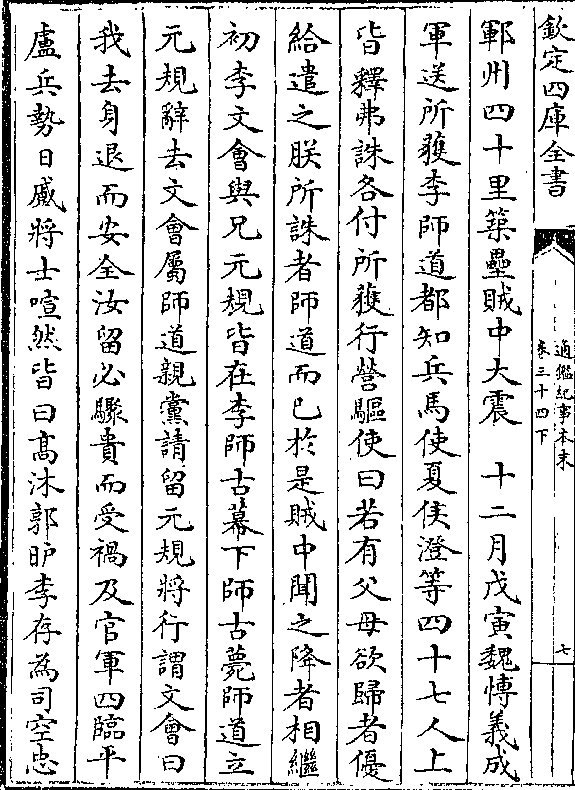 欽定四庫全書
通鑑紀事本末
卷三十四下
七
鄆州四十里築壘賊中大震　十二月戊寅魏愽義成
軍送所獲李師道都知兵馬使夏侯澄等四十七人上
皆釋弗誅各付所獲行營驅使曰若有父母欲歸者優
給遣之朕所誅者師道而已於是賊中聞之降者相繼
初李文會與兄元規皆在李師古幕下師古薨師道立
元規辭去文會屬師道親黨請留元規將行謂文會曰
我去身退而安全汝留必驟貴而受禍及官軍四臨平
盧兵勢日蹙將士喧然皆曰髙沐郭昈李存為司空忠